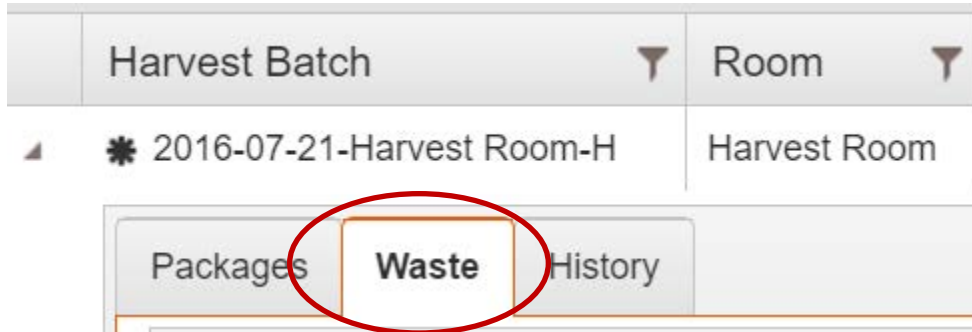 Harvest Batch Room
✱ 2016-07-21-Harvest Room-H Harvest Room
Packages Waste History